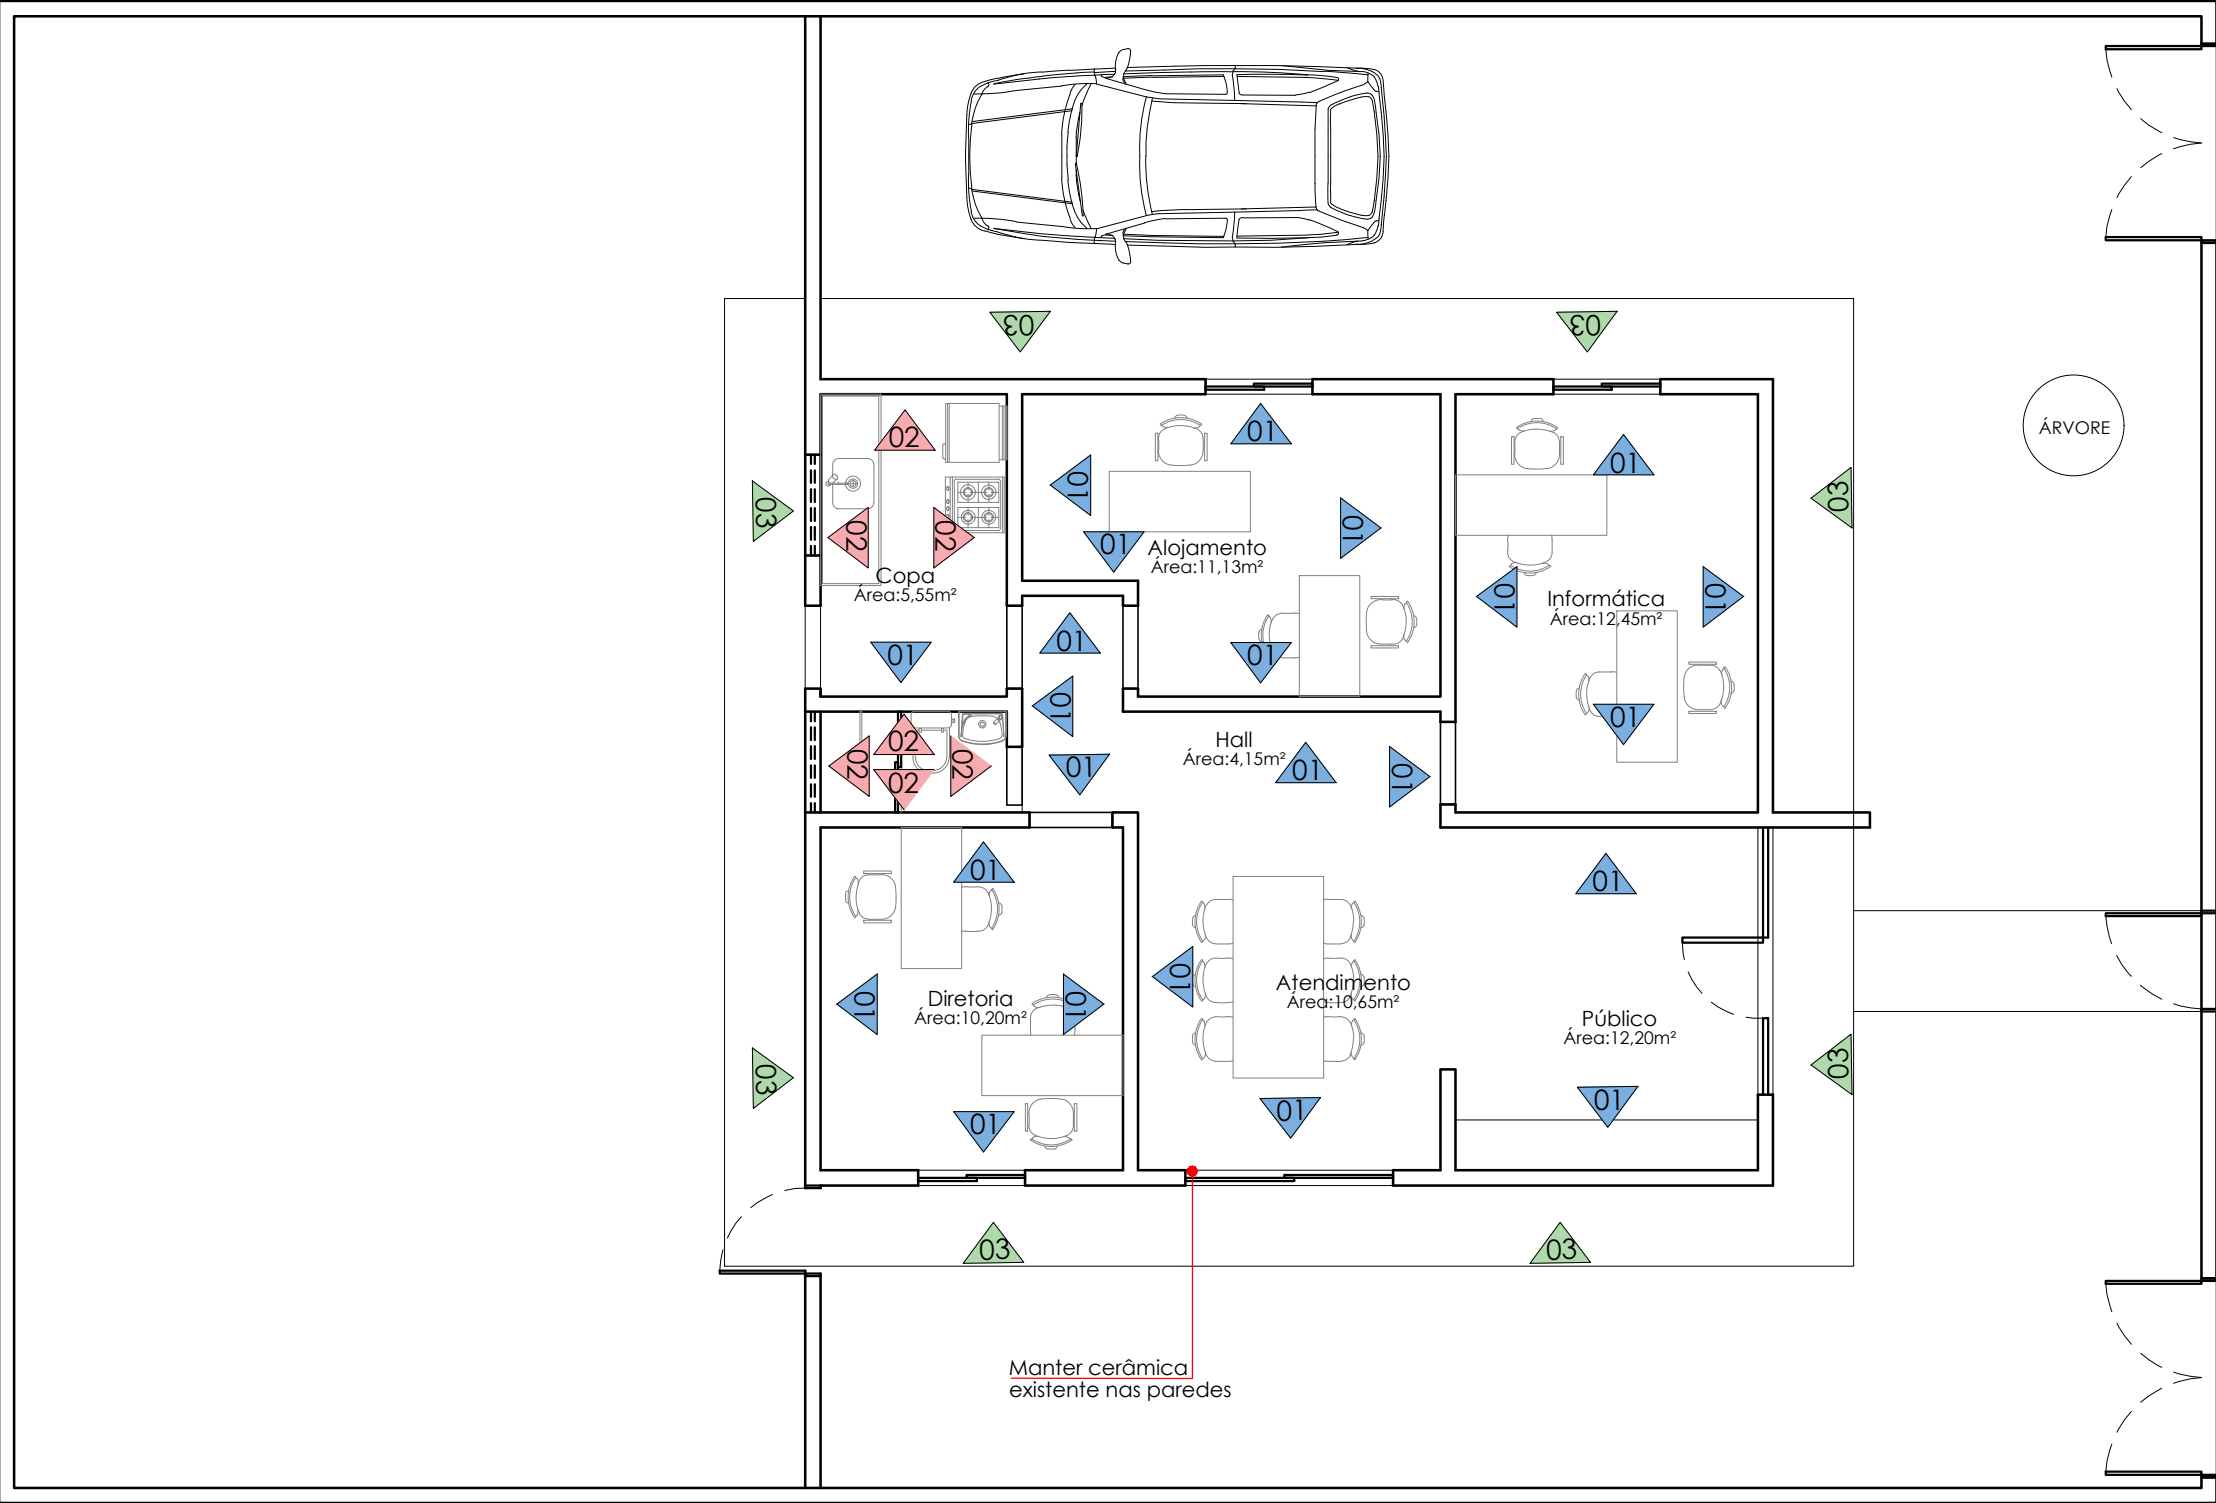 03
03
ÁRVORE
02
01
01
01
03
01
03
02
02
01
01
Alojamento
Área:11,13m²
Copa
Área:5,55m²
01
01
Informática
Área:12,45m²
01
01
01
01
01
02
02
02
02
01
Hall
Área:4,15m²
01
01
01
01
Atendimento
Área:10,65m²
01
Diretoria
Área:10,20m²
01
01
Público
Área:12,20m²
03
03
01
01
01
03
03
Manter cerâmica
existente nas paredes